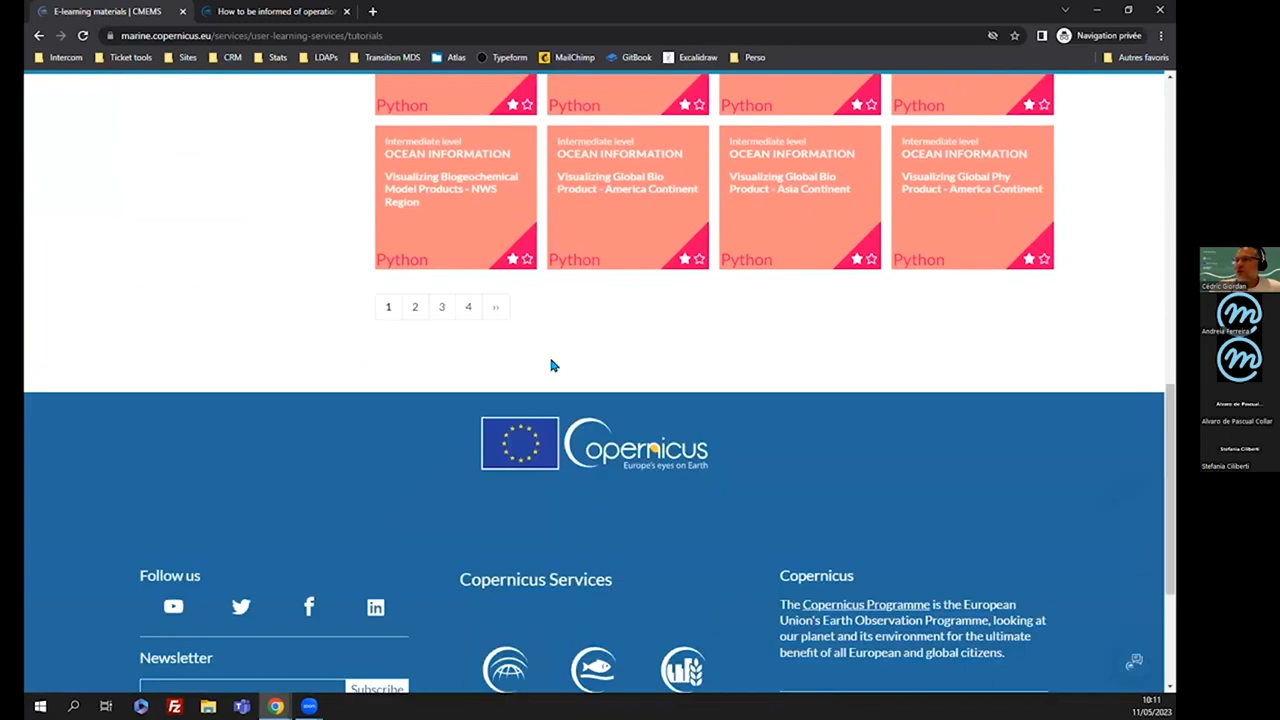 E-learning materials | CMEMS
How to be informed of operatio
marine.copernicus.eu/services/user-learning-services/tutorials
Navigation privée
Intercom
Ticket tools
Sites
CRM
Stats
LDAPs
Transition MDS
Atlas
Typeform
MailChimp
GitBook
Excalidraw
Perso
Autres favoris
Python
Python
Python
Python
Intermediate level
OCEAN INFORMATION
Visualizing Biogeochemical
Model Products - NWS
Region
Python
Intermediate level
OCEAN INFORMATION
Visualizing Global Bio
Product - America Continent
Python
Intermediate level
OCEAN INFORMATION
Visualizing Global Bio
Product - Asia Continent
Python
Intermediate level
OCEAN INFORMATION
Visualizing Global Phy
Product - America Continent
Python
1 2 3 4 ››
Copernicus
Europe's eyes on Earth
Follow us
Newsletter
Subscribe
Copernicus Services
Copernicus
The Copernicus Programme is the European
Union's Earth Observation Programme, looking at
our planet and its environment for the ultimate
benefit of all European and global citizens.
Cédric Giordan
Andreia Ferreira
Alvaro de Pascual...
Alvaro de Pascual Collar
Stefania Ciliberti
Stefania Ciliberti
10:11
11/05/2023